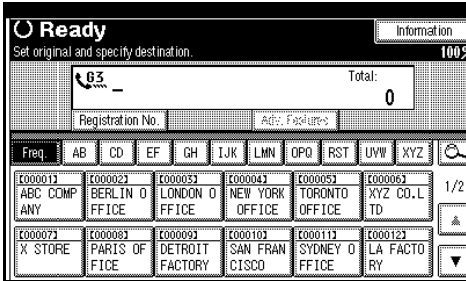 Ready
Information
Set original and specify destination.
100%
G3
Total:
0
Registration No.
Adv. Features
Freq. AB CD EF GH IJK LMN OPQ RST UVW XYZ
[00001] [00002] [00003] [00004] [00005] [00006]
ABC COMP BERLIN O LONDON O NEW YORK TORONTO XYZ CO.L
ANY FFICE FFICE OFFICE OFFICE TD
1/2
[00007] [00008] [00009] [00010] [00011] [00012]
X STORE PARIS OF DETROIT SAN FRAN SYDNEY O LA FACTO
FICE FACTORY CISCO FFICE RY